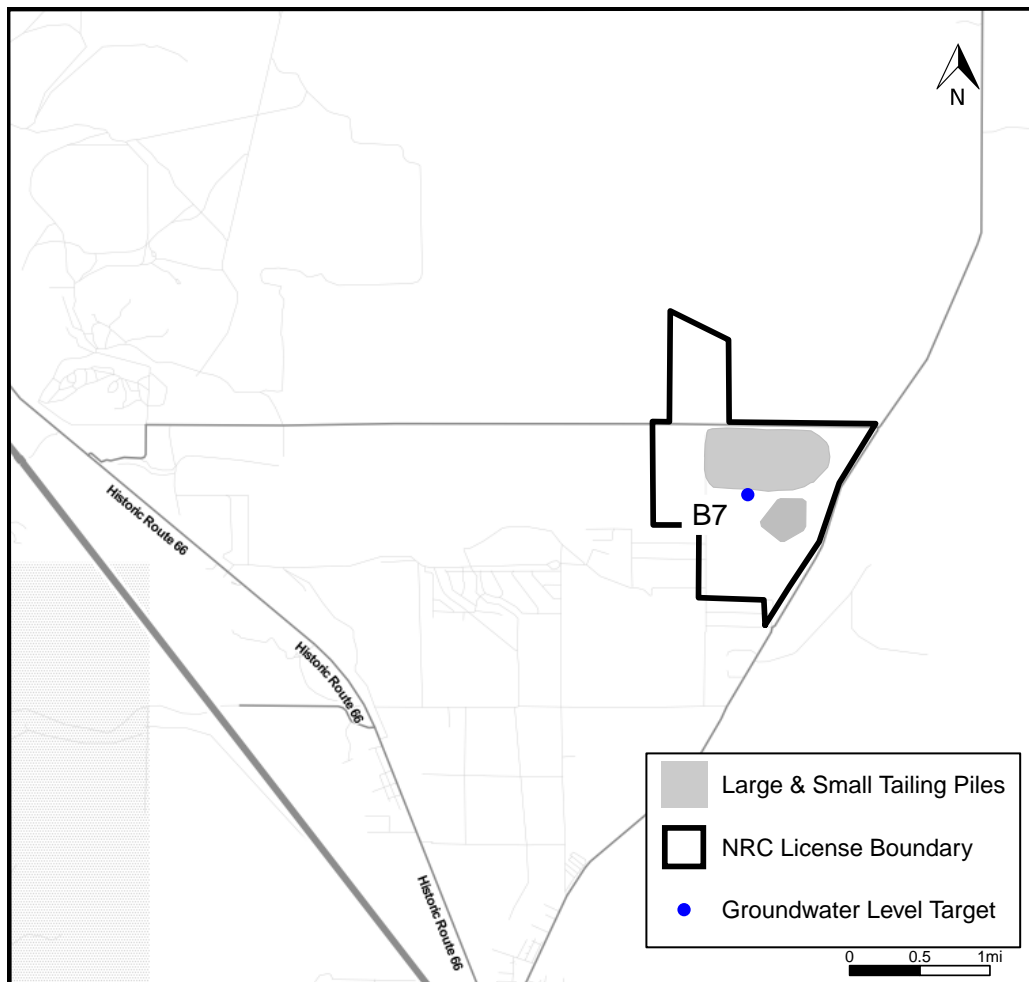 N
B7
Historic Route 66
Historic Route 66
Historic Route 66
Large & Small Tailing Piles
NRC License Boundary
Groundwater Level Target
0 0.5 1mi